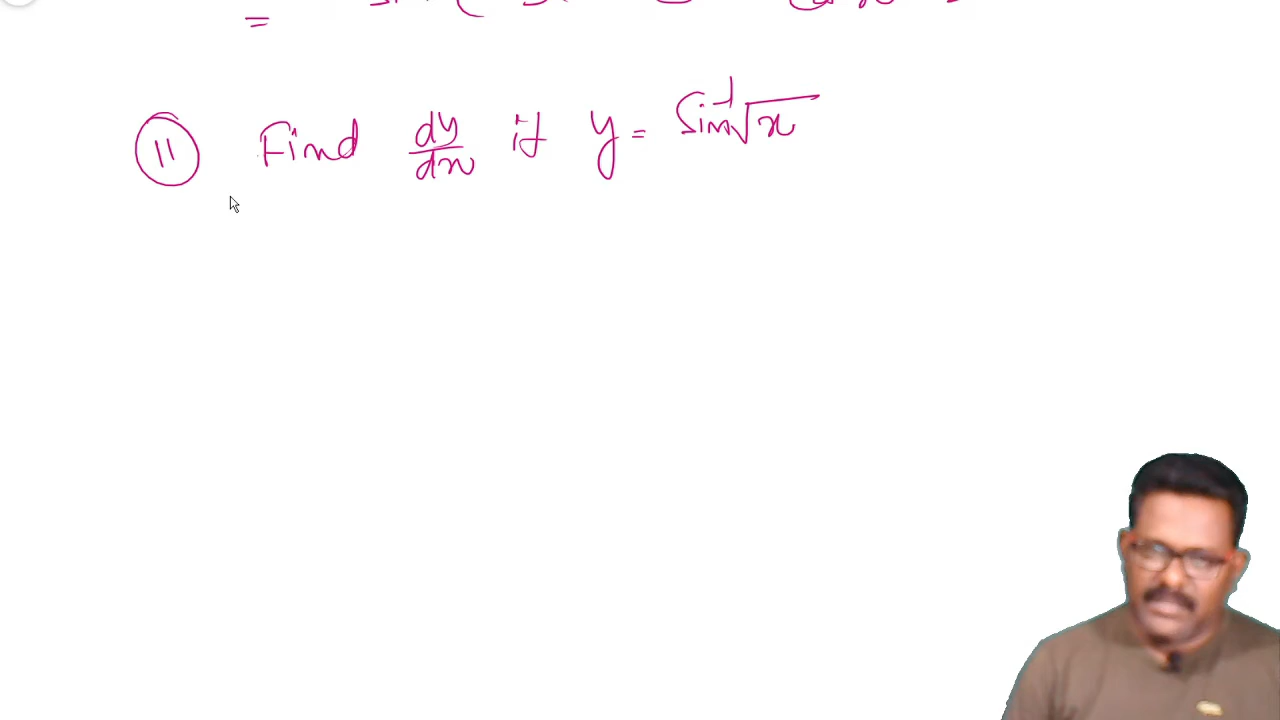 =
11 Find dy/dx if y = Sin⁻¹√x